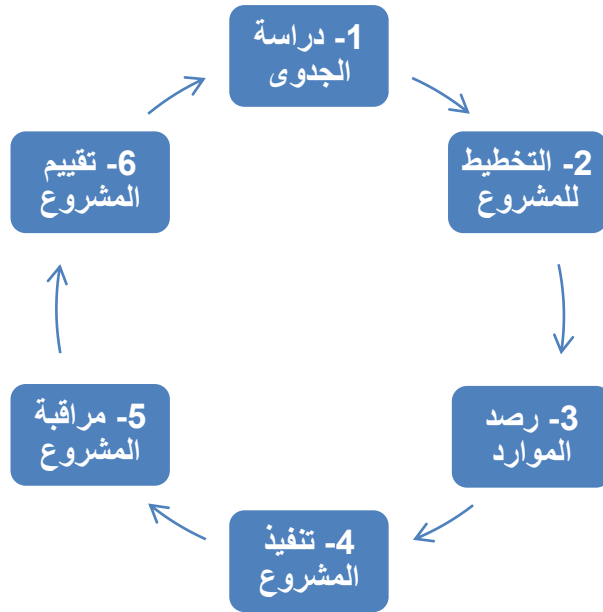 1- دراسة
الجدوى
2- التخطيط
للمشروع
3- رصد
الموارد
4- تنفيذ
المشروع
5- مراقبة
المشروع
6- تقييم
المشروع